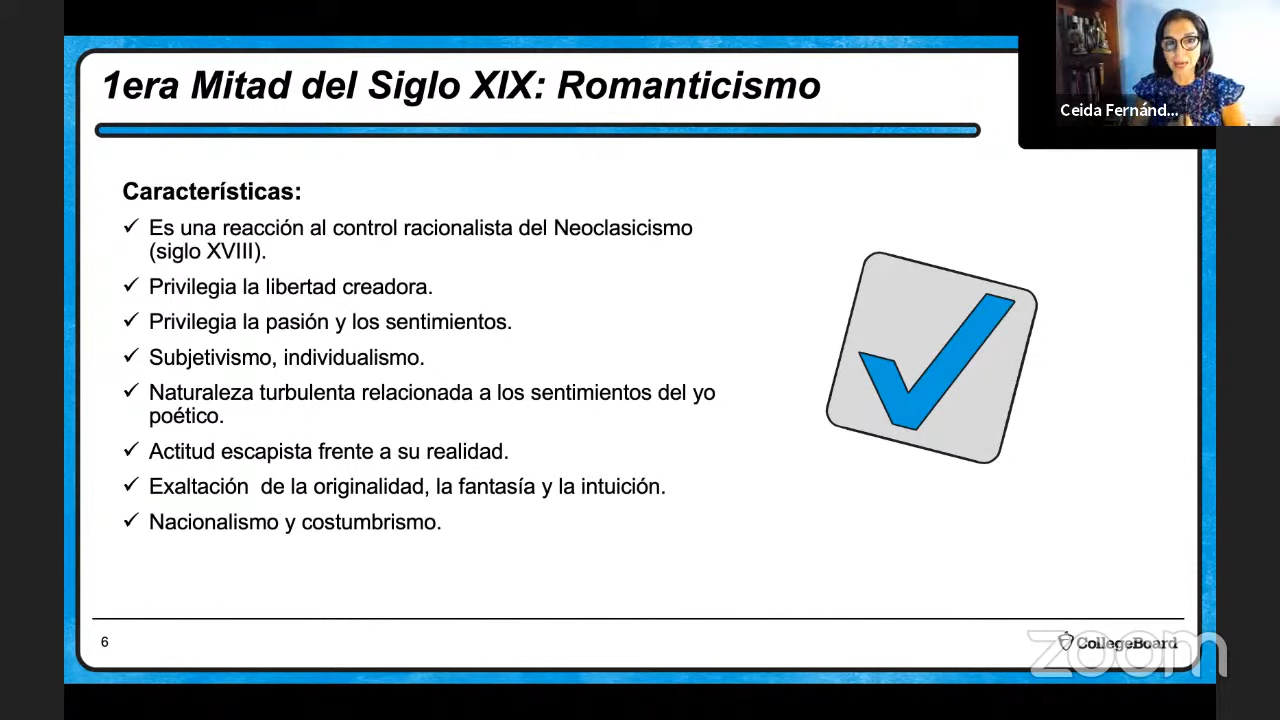 1era Mitad del Siglo XIX: Romanticismo
Ceida Fernánd...
Características:
✓ Es una reacción al control racionalista del Neoclasicismo
(siglo XVIII).
✓ Privilegia la libertad creadora.
✓ Privilegia la pasión y los sentimientos.
✓ Subjetivismo, individualismo.
✓ Naturaleza turbulenta relacionada a los sentimientos del yo
poético.
✓ Actitud escapista frente a su realidad.
✓ Exaltación  de la originalidad, la fantasía y la intuición.
✓ Nacionalismo y costumbrismo.
6
CollegeBoard
zoom